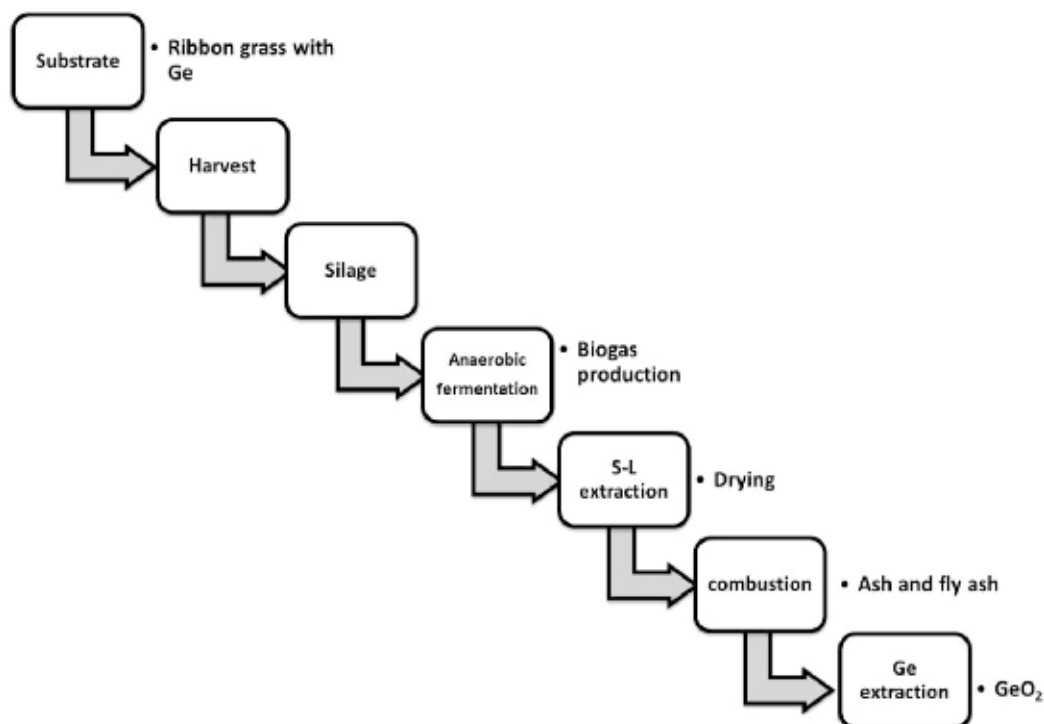 Substrate
• Ribbon grass with
Ge
Harvest
Silage
Anaerobic
fermentation
• Biogas
production
S-L
extraction
• Drying
combustion
• Ash and fly ash
Ge
extraction
• GeO₂